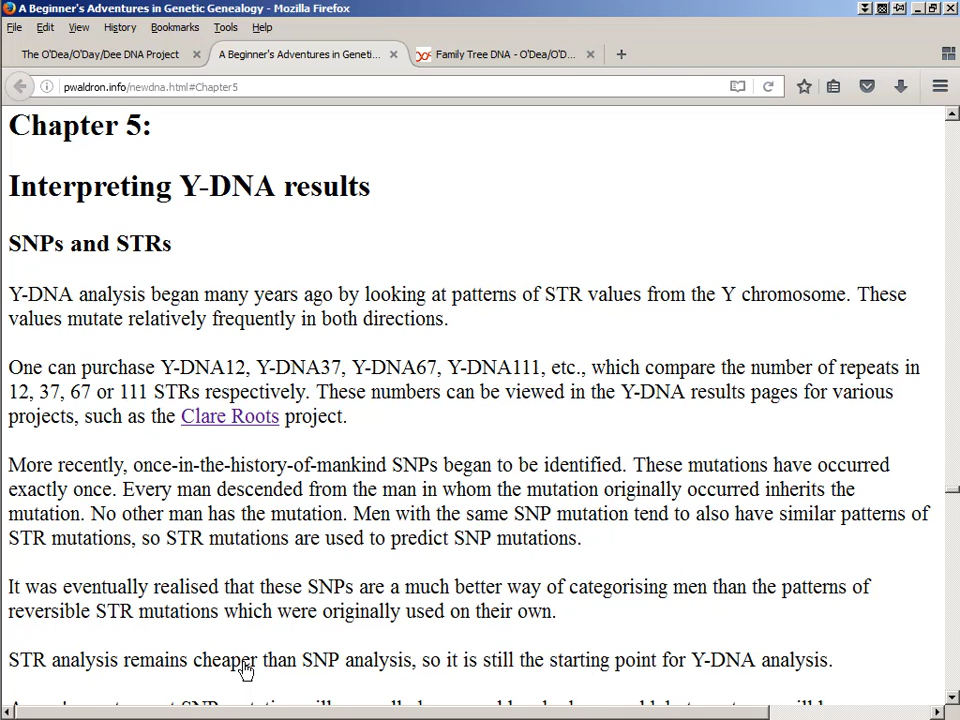 A Beginner's Adventures in Genetic Genealogy - Mozilla Firefox
File Edit View History Bookmarks Tools Help
The O'Dea/O'Day/Dee DNA Project
A Beginner's Adventures in Geneti...
Family Tree DNA - O'Dea/O'D...
pwaldron.info/newdna.html#Chapter5
Chapter 5:
Interpreting Y-DNA results
SNPs and STRs
Y-DNA analysis began many years ago by looking at patterns of STR values from the Y chromosome. These
values mutate relatively frequently in both directions.
One can purchase Y-DNA12, Y-DNA37, Y-DNA67, Y-DNA111, etc., which compare the number of repeats in
12, 37, 67 or 111 STRs respectively. These numbers can be viewed in the Y-DNA results pages for various
projects, such as the Clare Roots project.
More recently, once-in-the-history-of-mankind SNPs began to be identified. These mutations have occurred
exactly once. Every man descended from the man in whom the mutation originally occurred inherits the
mutation. No other man has the mutation. Men with the same SNP mutation tend to also have similar patterns of
STR mutations, so STR mutations are used to predict SNP mutations.
It was eventually realised that these SNPs are a much better way of categorising men than the patterns of
reversible STR mutations which were originally used on their own.
STR analysis remains cheaper than SNP analysis, so it is still the starting point for Y-DNA analysis.